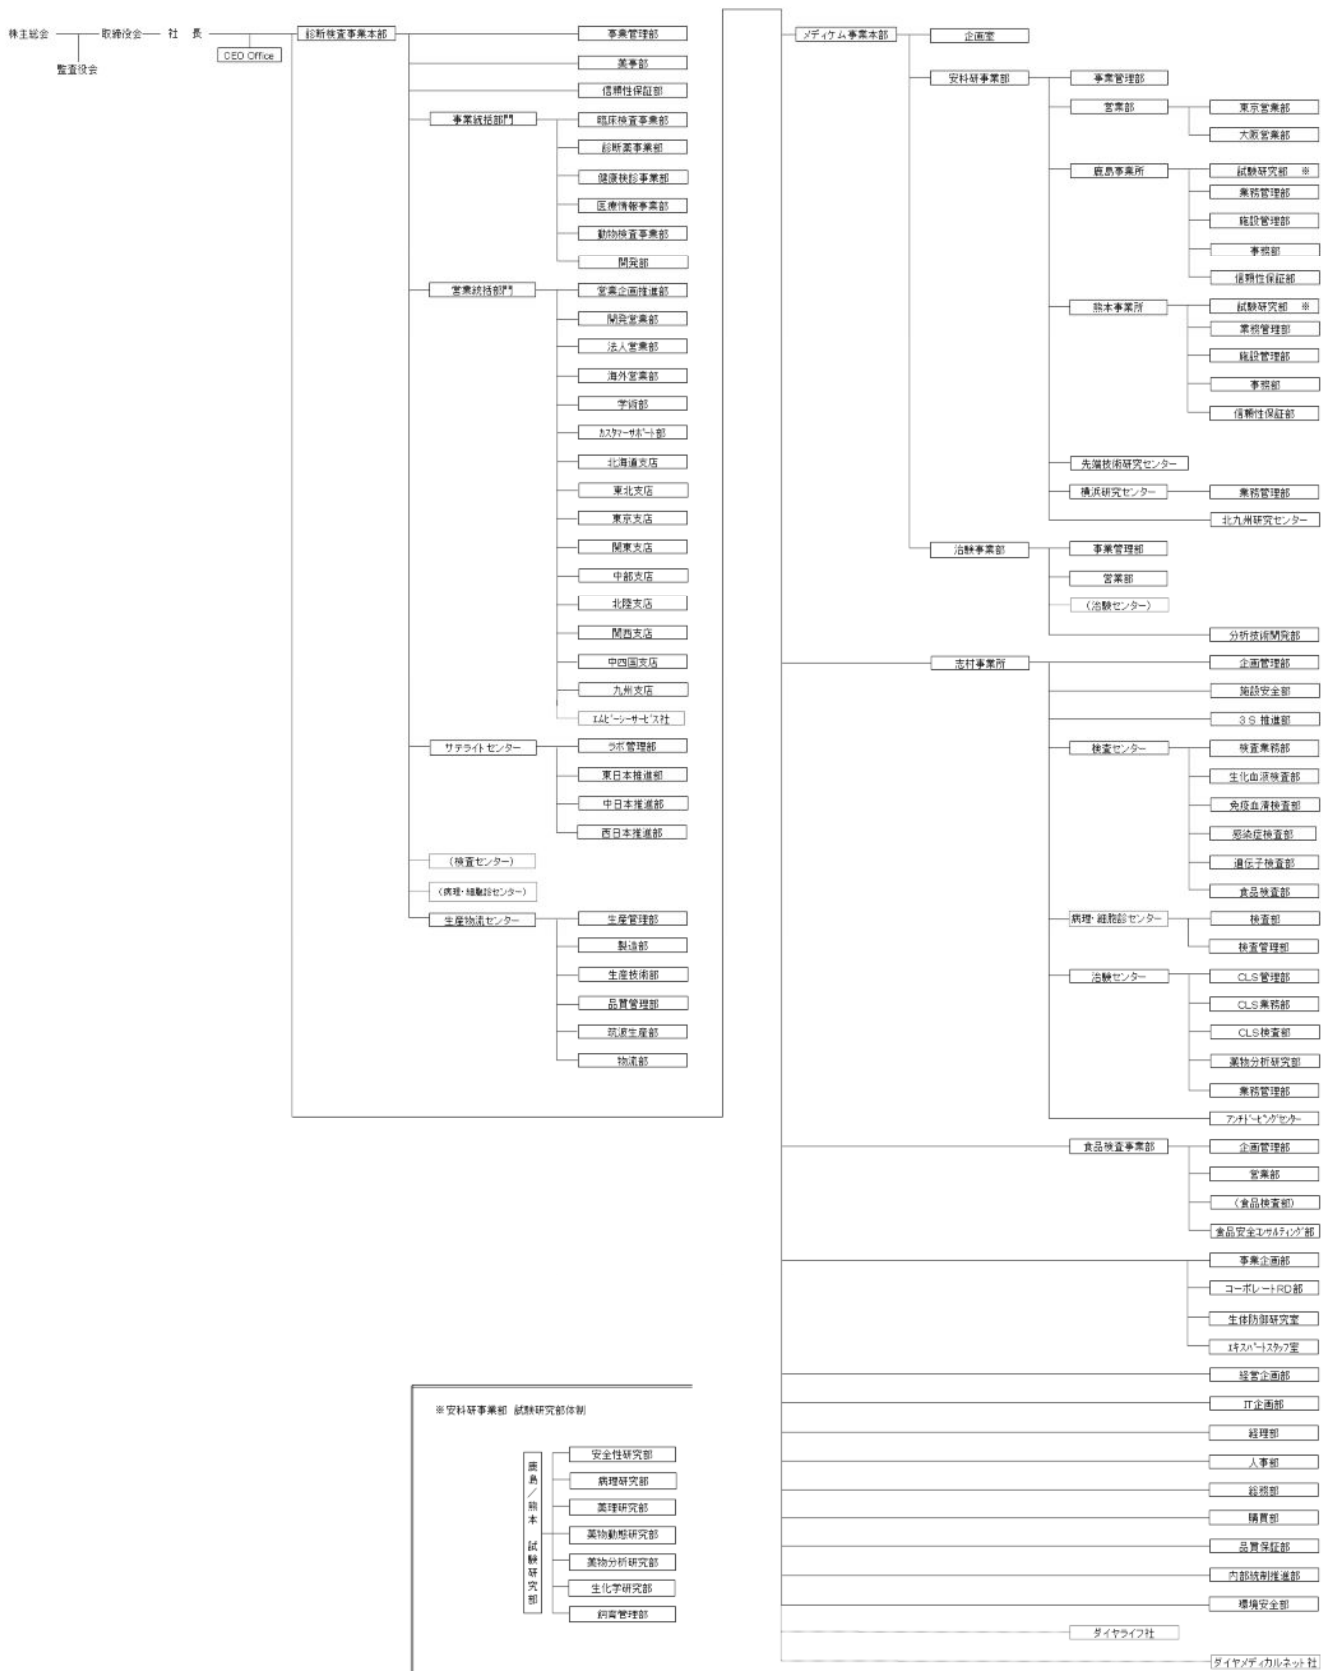 株主総会
取締役会
社 長
監査役会
CEO Office
診断検査事業本部
事業管理部
薬事部
信頼性保証部
事業統括部門
臨床検査事業部
診断薬事業部
健康検診事業部
医療情報事業部
動物検査事業部
開発部
営業統括部門
営業企画推進部
開発営業部
法人営業部
海外営業部
学術部
カスタマーサポート部
北海道支店
東北支店
東京支店
関東支店
中部支店
北陸支店
関西支店
中四国支店
九州支店
エムビーシーサービス社
サテライトセンター
ラボ管理部
東日本推進部
中日本推進部
西日本推進部
（検査センター）
（病理・細胞診センター）
生産物流センター
生産管理部
製造部
生産技術部
品質管理部
筑波生産部
物流部
メディケム事業本部
企画室
安科研事業部
事業管理部
営業部
東京営業部
大阪営業部
鹿島事業所
試験研究部 ※
業務管理部
施設管理部
事務部
信頼性保証部
熊本事業所
試験研究部 ※
業務管理部
施設管理部
事務部
信頼性保証部
先端技術研究センター
横浜研究センター
業務管理部
北九州研究センター
治験事業部
事業管理部
営業部
（治験センター）
分析技術開発部
志村事業所
企画管理部
施設安全部
3S 推進部
検査センター
検査業務部
生化血液検査部
免疫血清検査部
感染症検査部
遺伝子検査部
食品検査部
病理・細胞診センター
検査部
検査管理部
治験センター
CLS管理部
CLS業務部
CLS検査部
薬物分析研究部
業務管理部
アンチドーピングセンター
食品検査事業部
企画管理部
営業部
（食品検査部）
食品安全コンサルティング部
事業企画部
コーポレートRD部
生体防御研究室
エキスパートスタッフ室
経営企画部
IT企画部
経理部
人事部
総務部
購買部
品質保証部
内部統制推進部
環境安全部
ダイヤライフ社
ダイヤメディカルネット社
※安科研事業部 試験研究部体制
鹿島／熊本 試験研究部
安全性研究部
病理研究部
薬理研究部
薬物動態研究部
薬物分析研究部
生化学研究部
飼育管理部